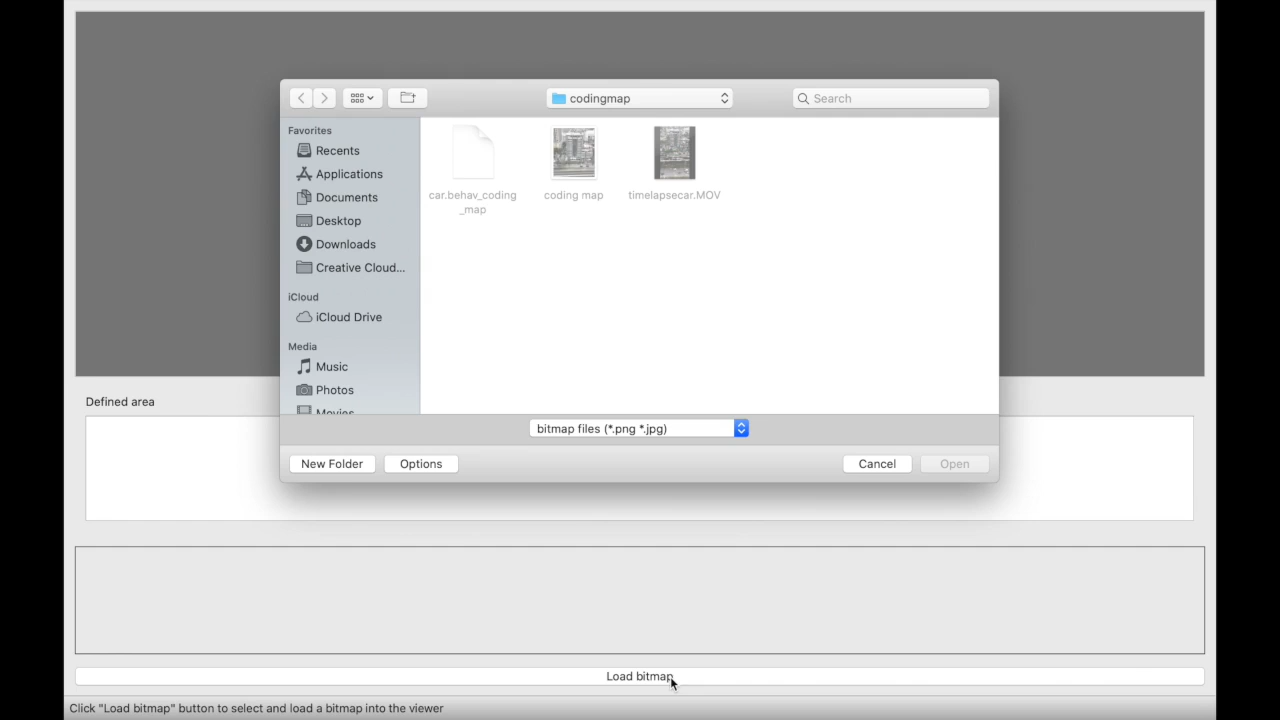 codingmap
Search
Favorites
Recents
Applications
Documents
Desktop
Downloads
Creative Cloud...
iCloud
iCloud Drive
Media
Music
Photos
Movies
car.behav_coding
_map
coding map
timelapsecar.MOV
bitmap files (*.png *.jpg)
New Folder
Options
Cancel
Open
Defined area
Load bitmap
Click "Load bitmap" button to select and load a bitmap into the viewer